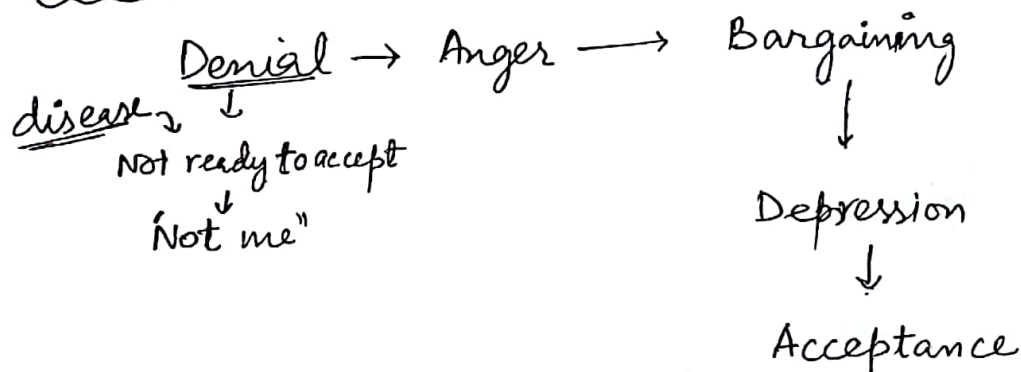 Denial → Anger → Bargaining
disease
↓
Not ready to accept
↓
"Not me"
↓
Depression
↓
Acceptance